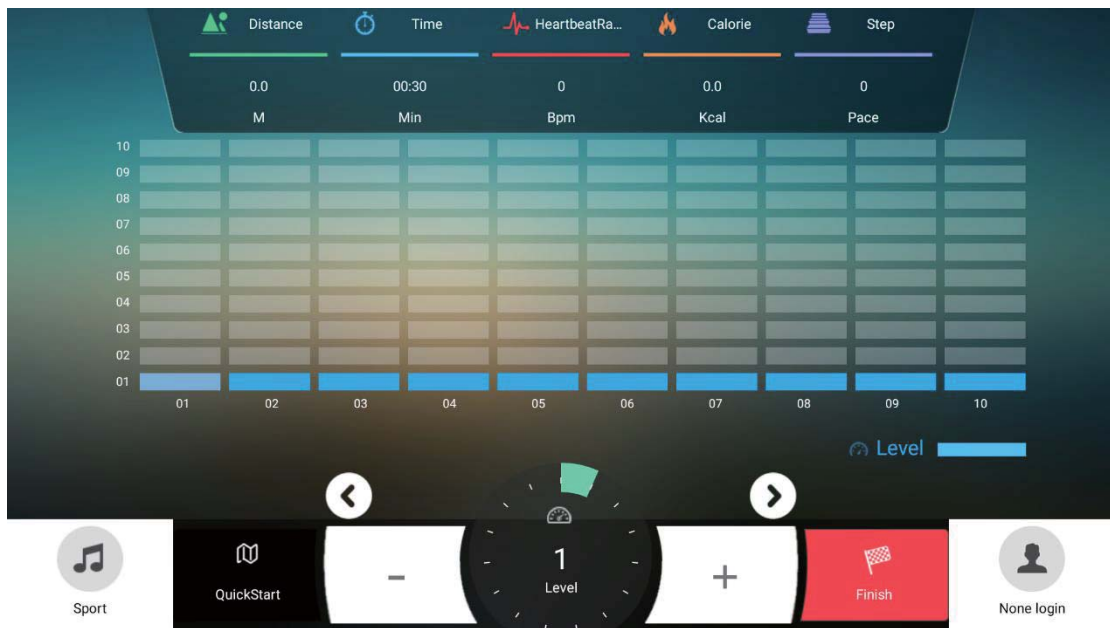 Distance Time HeartbeatRa... Calorie Step
0.0 00:30 0 0.0 0
M Min Bpm Kcal Pace
10
09
08
07
06
05
04
03
02
01
01 02 03 04 05 06 07 08 09 10
Level
1
Level
QuickStart
-
+
Finish
Sport
None login